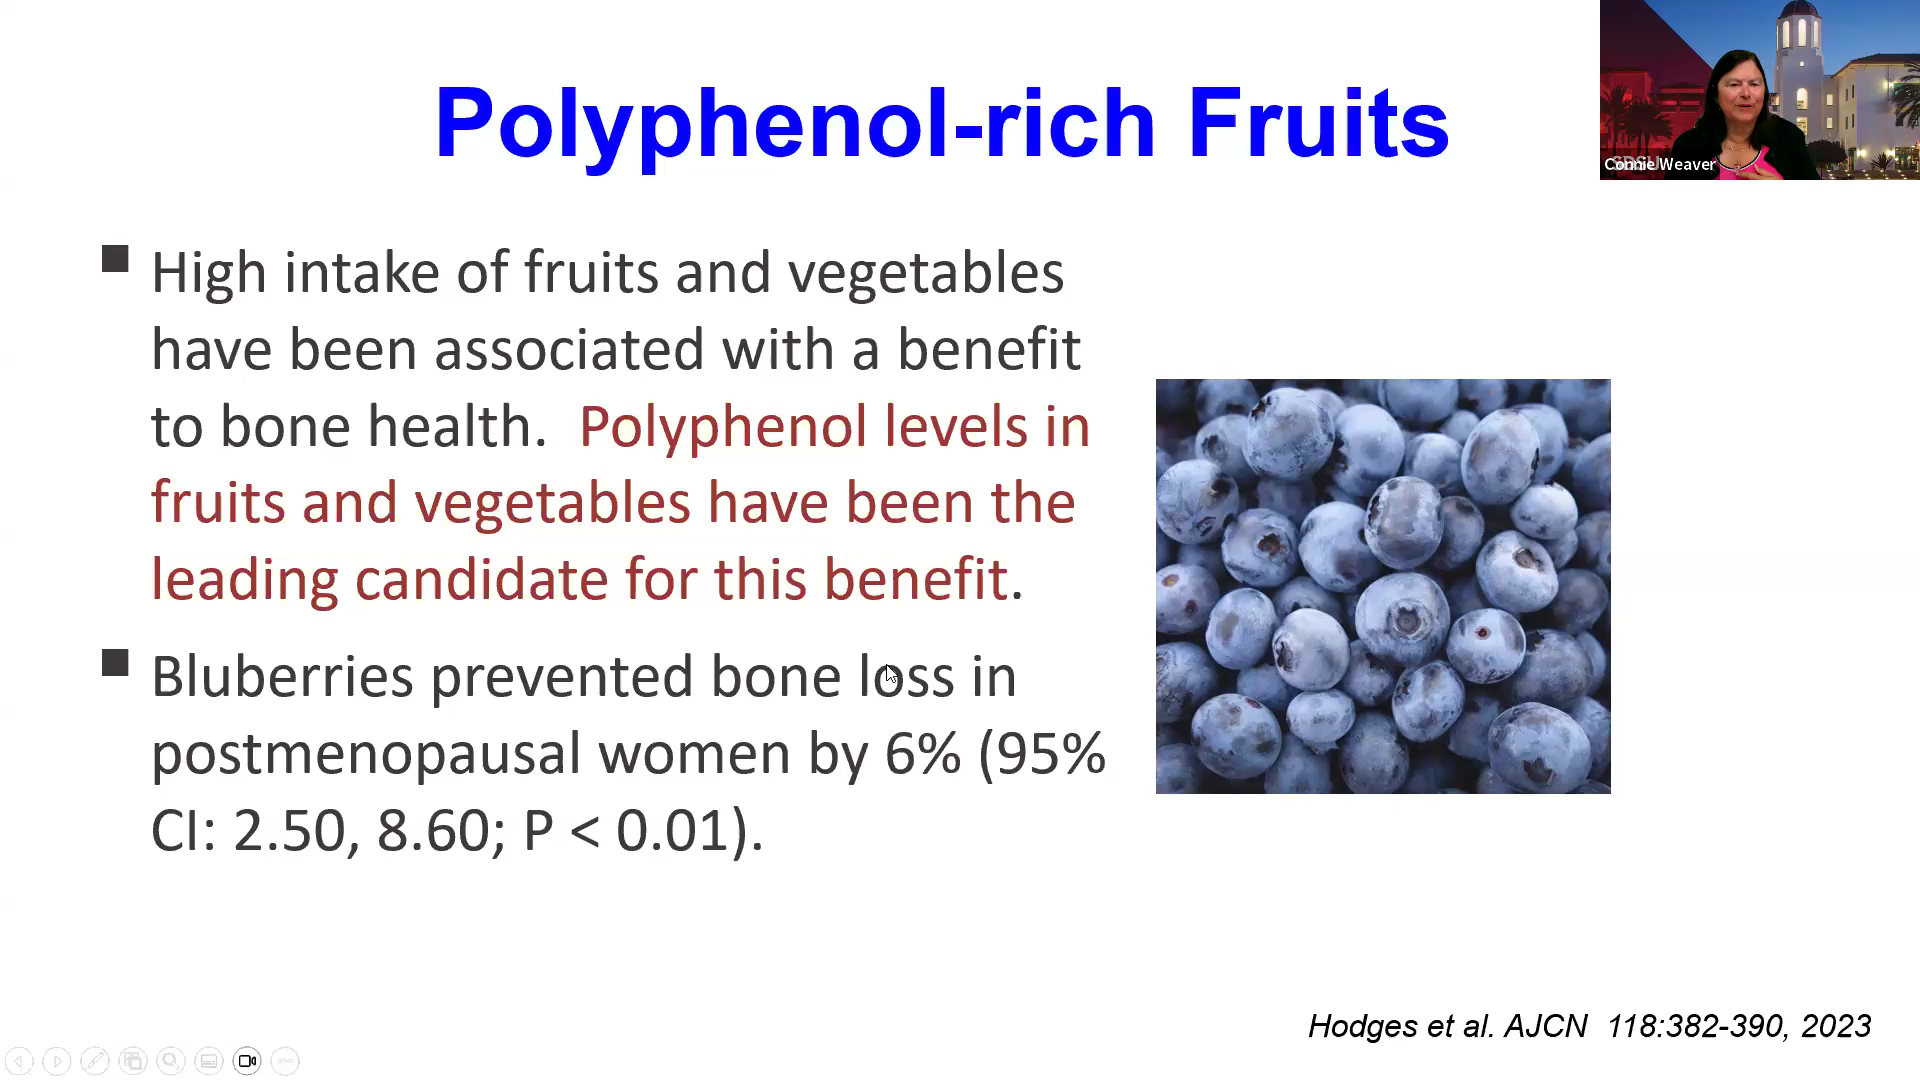 Polyphenol-rich Fruits
Connie Weaver
High intake of fruits and vegetables
have been associated with a benefit
to bone health. Polyphenol levels in
fruits and vegetables have been the
leading candidate for this benefit.
Bluberries prevented bone loss in
postmenopausal women by 6% (95%
CI: 2.50, 8.60; P < 0.01).
Hodges et al. AJCN 118:382-390, 2023